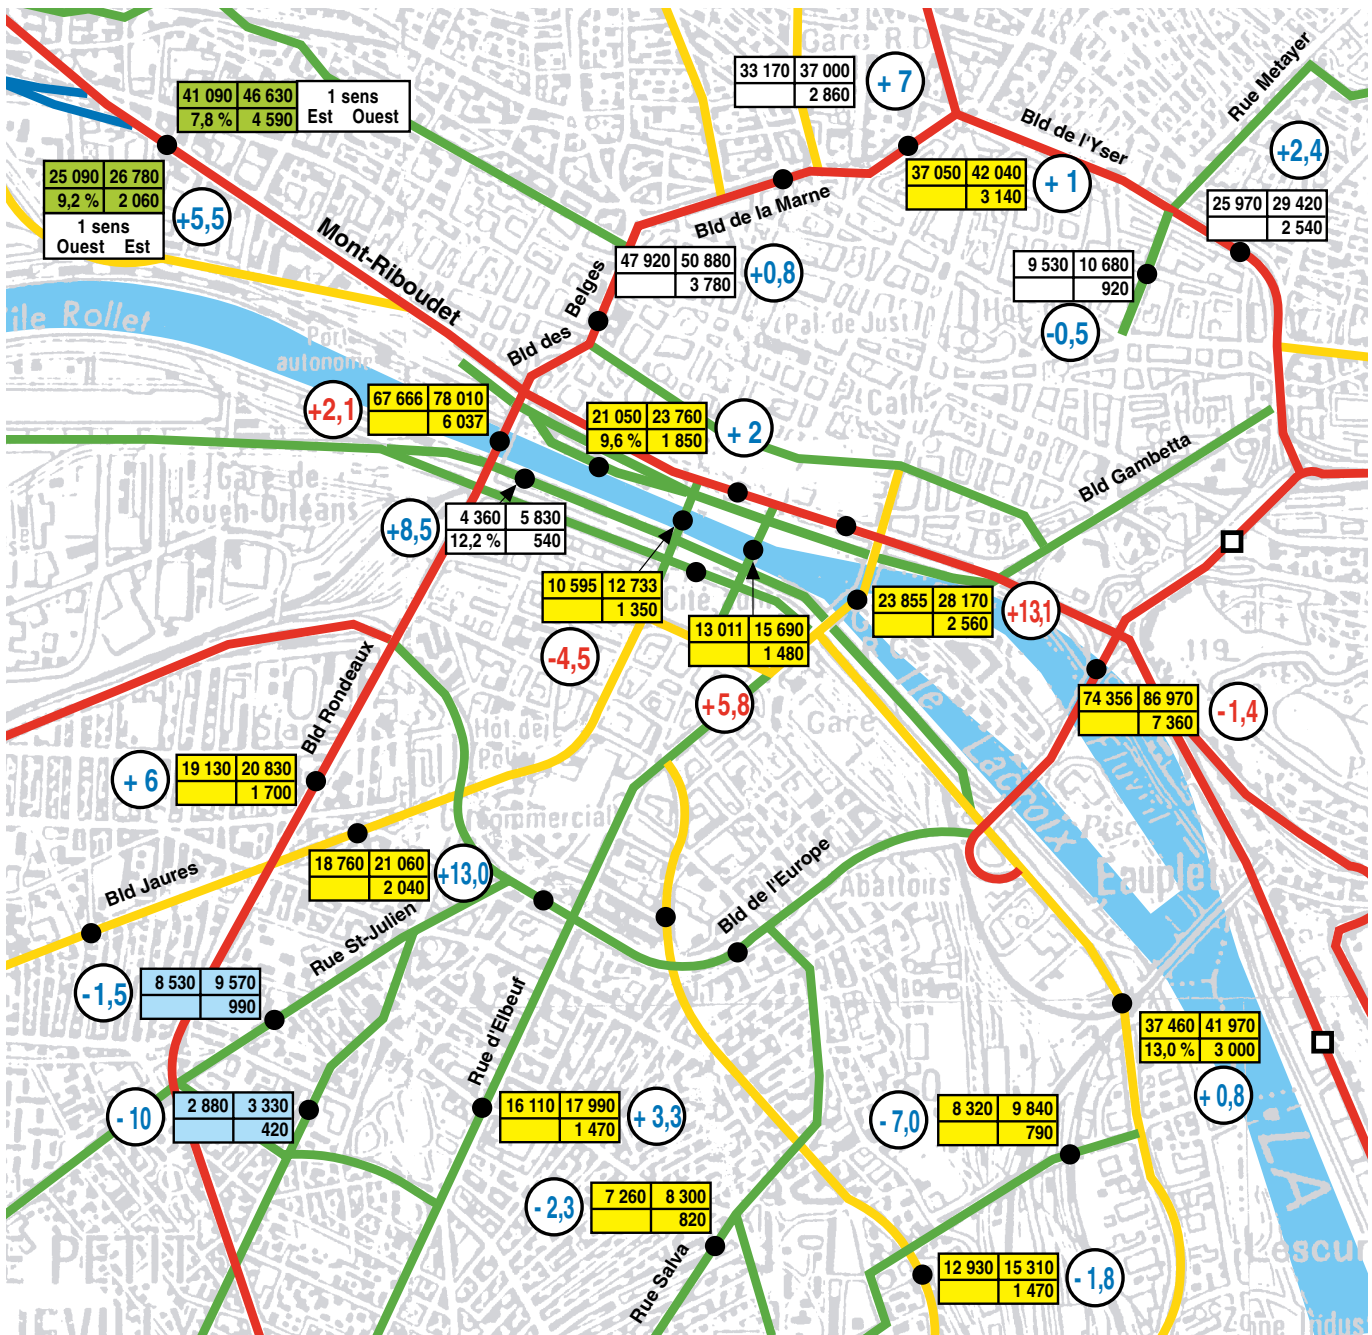 Gare R.D
33 170 37 000
2 860
+ 7
Rue Metayer
41 090 46 630
7,8 % 4 590
1 sens
Est Ouest
Bld de l'Yser
+2,4
25 090 26 780
9,2 % 2 060
1 sens
Ouest Est
+5,5
37 050 42 040
3 140
+ 1
Bld de la Marne
25 970 29 420
2 540
Mont-Riboudet
47 920 50 880
3 780
+0,8
9 530 10 680
920
-0,5
Belges
Bld des
ile Rollet
Port
autonome
Pal de Just
67 666 78 010
6 037
+2,1
21 050 23 760
9,6 % 1 850
+ 2
Cath
Bld Gambetta
Rouen-Orléans
+8,5
4 360 5 830
12,2 % 540
10 595 12 733
1 350
-4,5
Cité
13 011 15 690
1 480
+5,8
23 855 28 170
2 560
+13,1
119
74 356 86 970
7 360
-1,4
Bld Rondeaux
Lacroix
Fluvial
+ 6
19 130 20 830
1 700
Commercial
18 760 21 060
2 040
+13,0
Bld Jaures
Bld de l'Europe
Eauplet
Rue St-Julien
-1,5
8 530 9 570
990
Rue d'Elbeuf
37 460 41 970
13,0 % 3 000
+ 0,8
- 10
2 880 3 330
420
16 110 17 990
1 470
+ 3,3
- 7,0
8 320 9 840
790
LA
- 2,3
7 260 8 300
820
Rue Salva
12 930 15 310
1 470
- 1,8